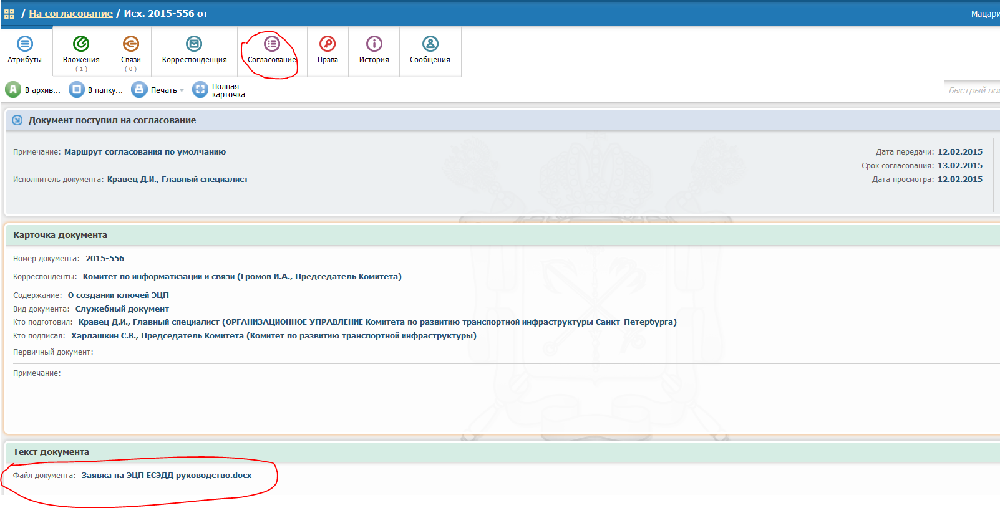 / На согласование / Исх. 2015-556 от
Атрибуты
Вложения
( 1 )
Связи
( 0 )
Корреспонденция
Согласование
Права
История
Сообщения
В архив...
В папку...
Печать
Полная
карточка
Быстрый
Документ поступил на согласование
Примечание: Маршрут согласования по умолчанию
Дата передачи: 12.02.2015
Срок согласования: 13.02.2015
Исполнитель документа: Кравец Д.И., Главный специалист
Дата просмотра: 12.02.2015
Карточка документа
Номер документа: 2015-556
Корреспонденты: Комитет по информатизации и связи (Громов И.А., Председатель Комитета)
Содержание: О создании ключей ЭЦП
Вид документа: Служебный документ
Кто подготовил: Кравец Д.И., Главный специалист (ОРГАНИЗАЦИОННОЕ УПРАВЛЕНИЕ Комитета по развитию транспортной инфраструктуры Санкт-Петербурга)
Кто подписал: Харлашкин С.В., Председатель Комитета (Комитет по развитию транспортной инфраструктуры)
Первичный документ:
Примечание:
Текст документа
Файл документа: Заявка на ЭЦП ЕСЭДД руководство.docx